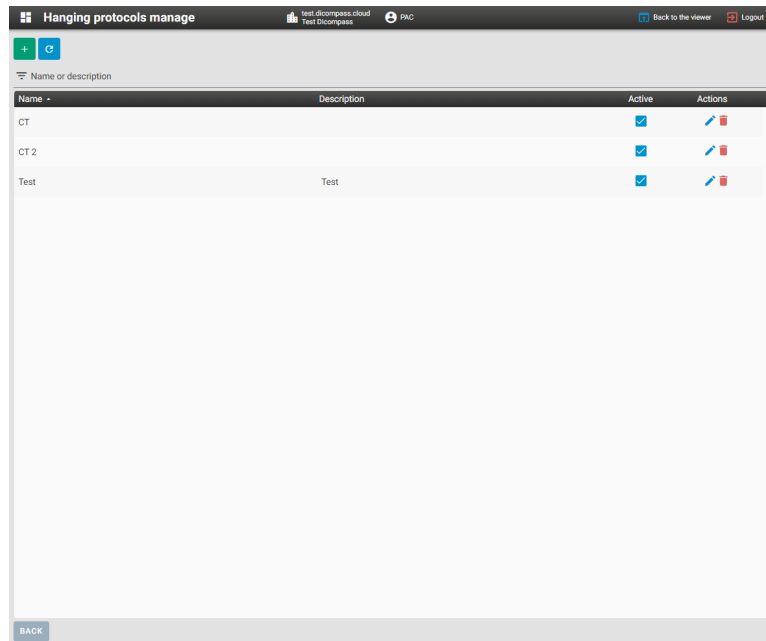 Hanging protocols manage
test.dicompass.cloud
Test Dicompass
PAC
Back to the viewer
Logout
Name or description
Name Description Active Actions
CT
CT 2
Test Test
BACK